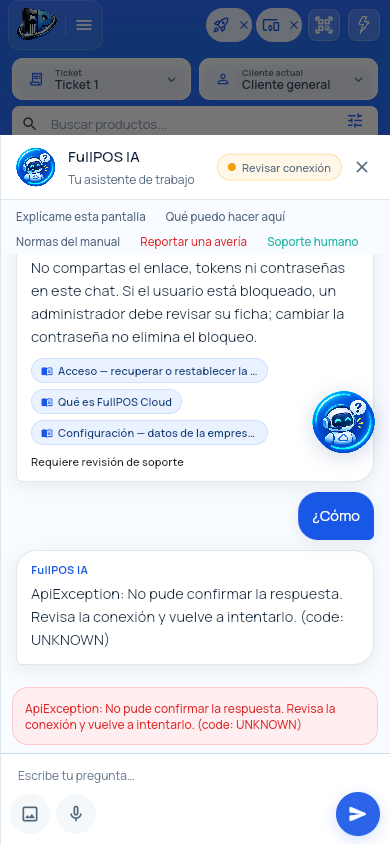 Ticket
Ticket 1
Cliente actual
Cliente general
Buscar productos...
FullPOS IA
Tu asistente de trabajo
Revisar conexión
Explícame esta pantalla
Qué puedo hacer aquí
Normas del manual
Reportar una avería
Soporte humano
No compartas el enlace, tokens ni contraseñas
en este chat. Si el usuario está bloqueado, un
administrador debe revisar su ficha; cambiar la
contraseña no elimina el bloqueo.
Acceso — recuperar o restablecer la ...
Qué es FullPOS Cloud
Configuración — datos de la empres...
Requiere revisión de soporte
¿Cómo
FullPOS IA
ApiException: No pude confirmar la respuesta.
Revisa la conexión y vuelve a intentarlo. (code:
UNKNOWN)
ApiException: No pude confirmar la respuesta. Revisa la
conexión y vuelve a intentarlo. (code: UNKNOWN)
Escribe tu pregunta...